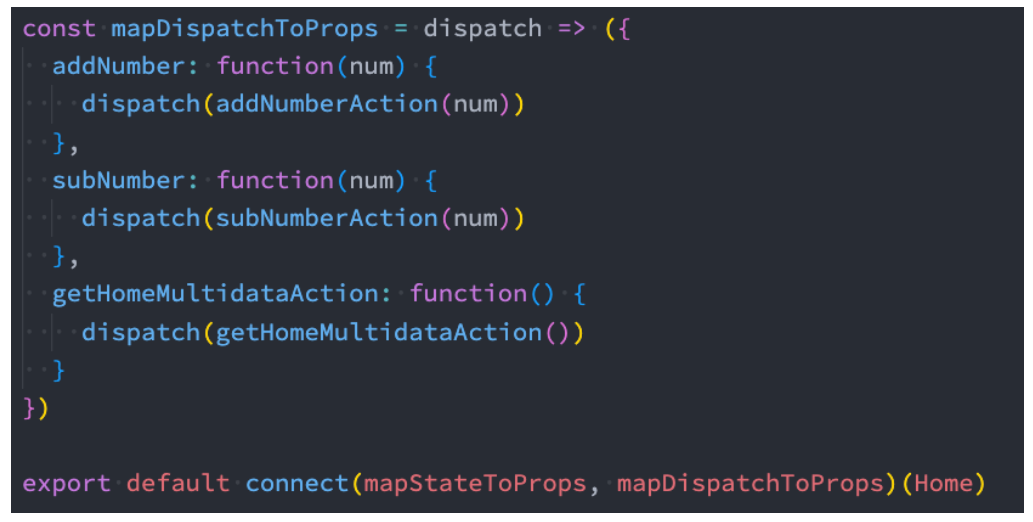 const mapDispatchToProps = dispatch => ({
  addNumber: function(num) {
    dispatch(addNumberAction(num))
  },
  subNumber: function(num) {
    dispatch(subNumberAction(num))
  },
  getHomeMultidataAction: function() {
    dispatch(getHomeMultidataAction())
  }
})

export default connect(mapStateToProps, mapDispatchToProps)(Home)